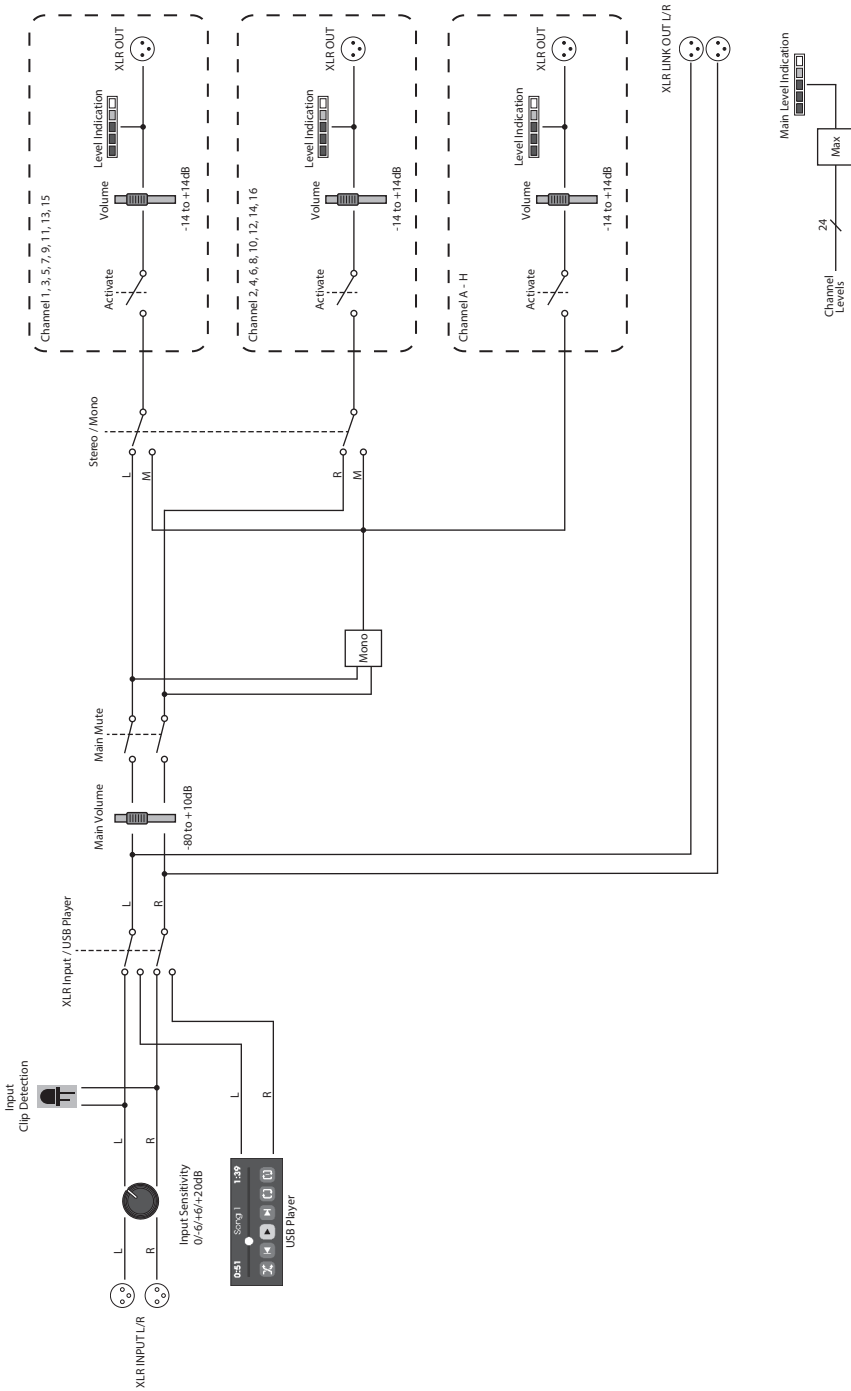 XLR INPUT L/R
L
R
Input Sensitivity
0/-6/+6/+20dB
L
R
Input
Clip Detection
0:51 Song 1 1:39
USB Player
L
R
XLR Input / USB Player
L
R
Main Volume
-80 to +10dB
Main Mute
Mono
Stereo / Mono
L
M
R
M
Channel 1, 3, 5, 7, 9, 11, 13, 15
Activate
Volume
-14 to +14dB
Level Indication
XLR OUT
Channel 2, 4, 6, 8, 10, 12, 14, 16
Activate
Volume
-14 to +14dB
Level Indication
XLR OUT
Channel A - H
Activate
Volume
-14 to +14dB
Level Indication
XLR OUT
XLR LINK OUT L/R
Channel
Levels
24
Max
Main Level Indication